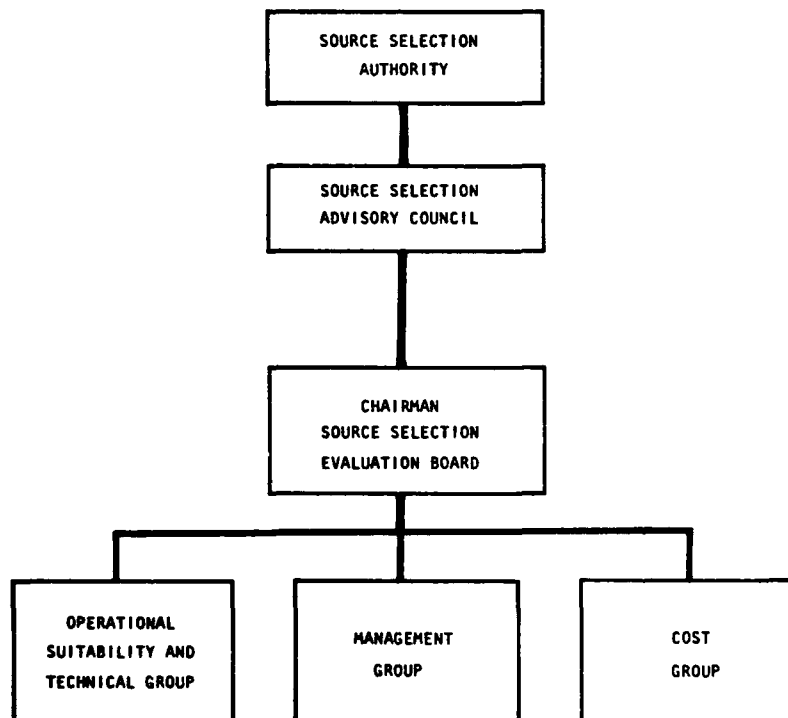 SOURCE SELECTION
AUTHORITY
SOURCE SELECTION
ADVISORY COUNCIL
CHAIRMAN
SOURCE SELECTION
EVALUATION BOARD
OPERATIONAL
SUITABILITY AND
TECHNICAL GROUP
MANAGEMENT
GROUP
COST
GROUP